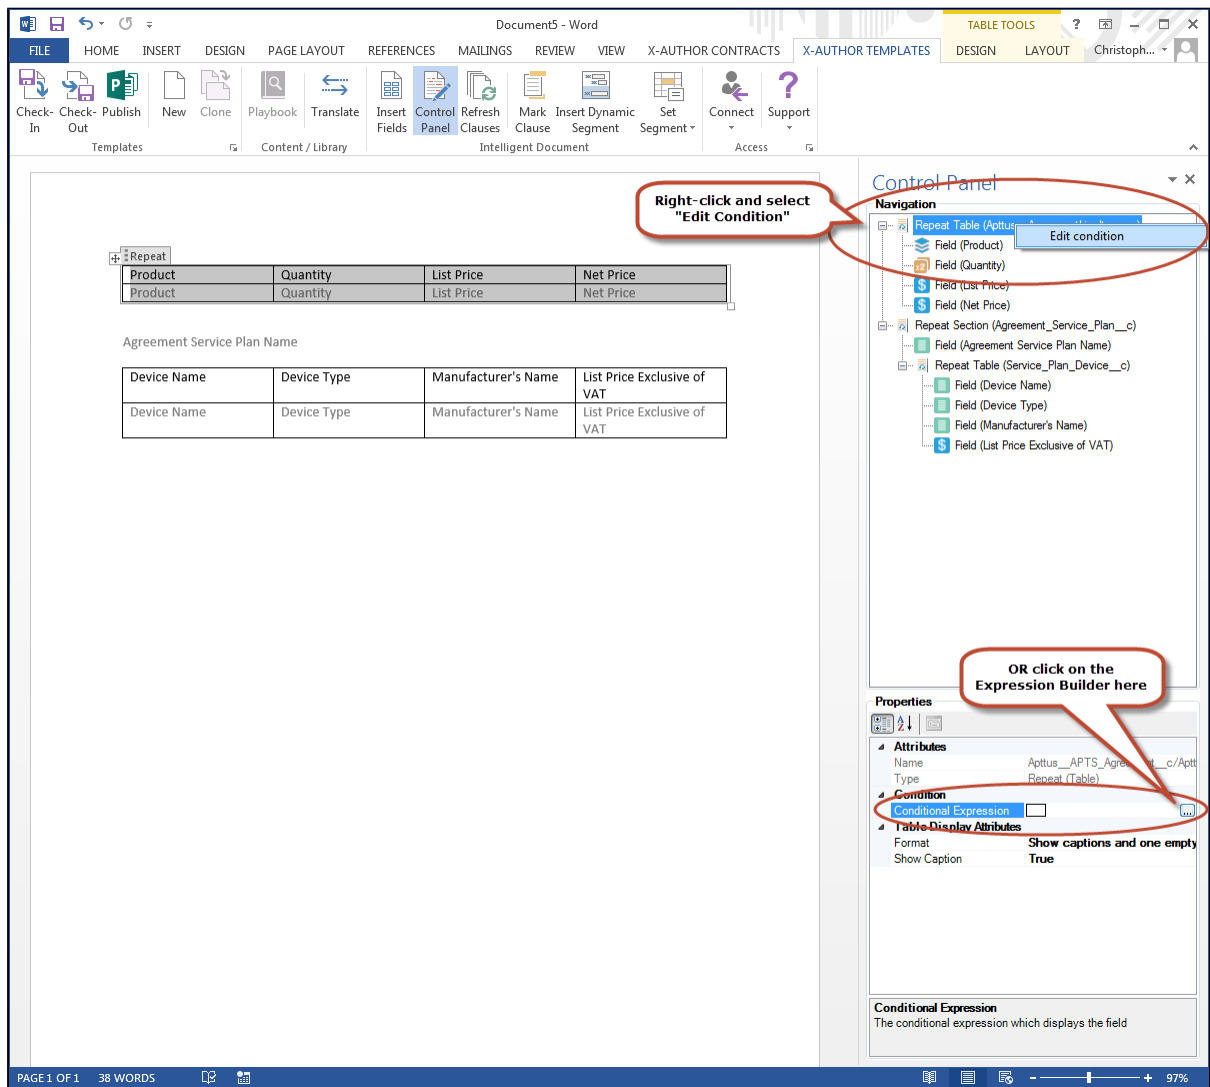 Document5 - Word
TABLE TOOLS
?
FILE HOME INSERT DESIGN PAGE LAYOUT REFERENCES MAILINGS REVIEW VIEW X-AUTHOR CONTRACTS X-AUTHOR TEMPLATES DESIGN LAYOUT Christoph...
Check-In Check-Out Publish New Clone Playbook Translate Insert Fields Control Panel Refresh Clauses Mark Clause Insert Dynamic Segment Set Segment Connect Support
Templates Content / Library Intelligent Document Access
Right-click and select
"Edit Condition"
Control Panel
Navigation
Repeat Table (Apttus_
Edit condition
Field (Product)
Field (Quantity)
Field (List Price)
Field (Net Price)
Repeat Section (Agreement_Service_Plan__c)
Field (Agreement Service Plan Name)
Repeat Table (Service_Plan_Device__c)
Field (Device Name)
Field (Device Type)
Field (Manufacturer's Name)
Field (List Price Exclusive of VAT)
Repeat
Product Quantity List Price Net Price
Product Quantity List Price Net Price
Agreement Service Plan Name
Device Name Device Type Manufacturer's Name List Price Exclusive of VAT
Device Name Device Type Manufacturer's Name List Price Exclusive of VAT
OR click on the
Expression Builder here
Properties
Attributes
Name Apttus__APTS_Agreement__c/Aptt
Type Repeat (Table)
Condition
Conditional Expression ...
Table Display Attributes
Format Show captions and one empty
Show Caption True
Conditional Expression
The conditional expression which displays the field
PAGE 1 OF 1 38 WORDS 97%